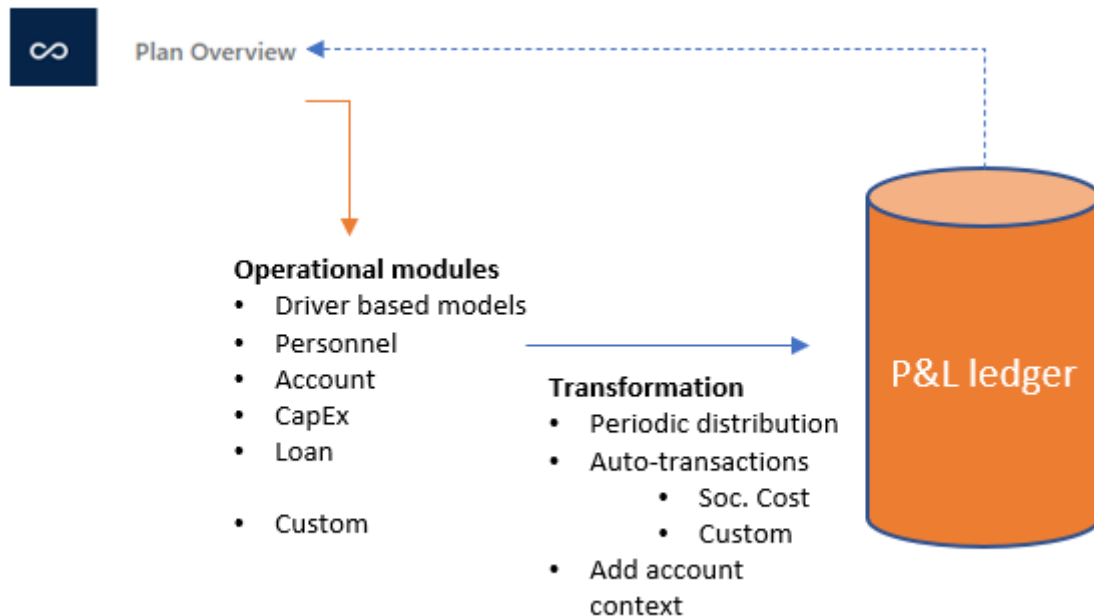 Plan Overview
Operational modules
• Driver based models
• Personnel
• Account
• CapEx
• Loan
• Custom
Transformation
• Periodic distribution
• Auto-transactions
• Soc. Cost
• Custom
• Add account
context
P&L ledger